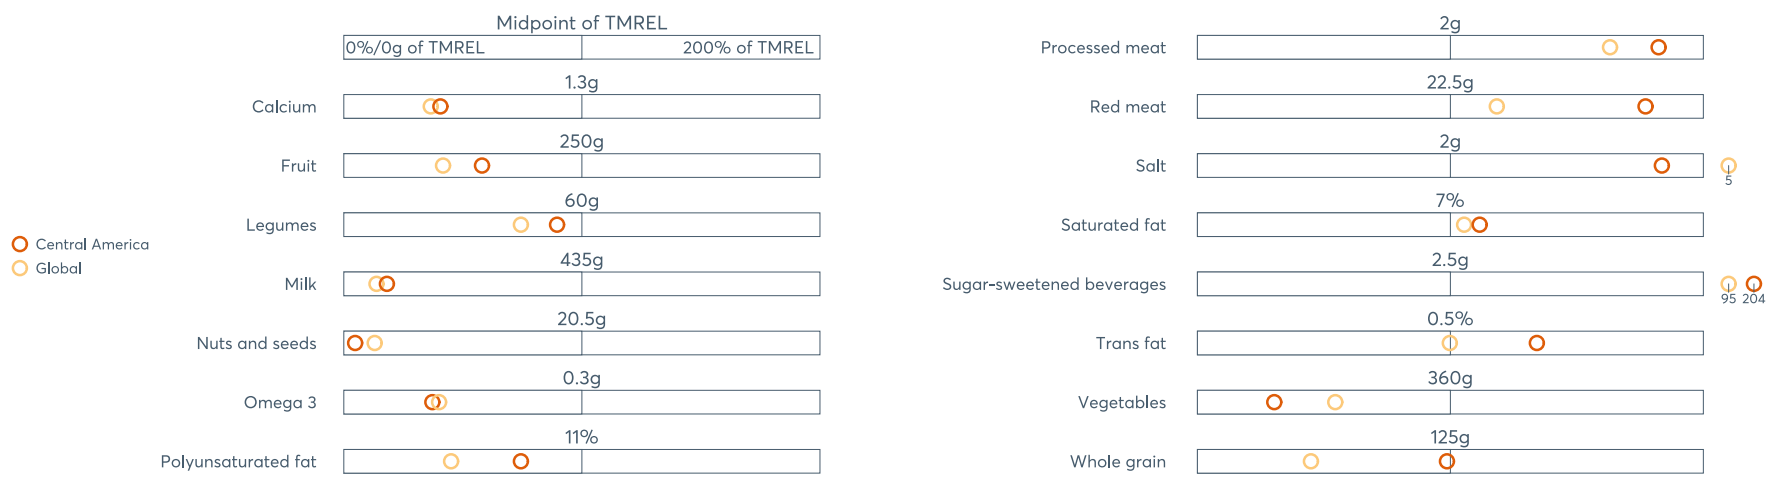 Midpoint of TMREL
0%/0g of TMREL 200% of TMREL
1.3g
Calcium
250g
Fruit
60g
Legumes
435g
Milk
20.5g
Nuts and seeds
0.3g
Omega 3
11%
Polyunsaturated fat
Central America
Global
2g
Processed meat
22.5g
Red meat
2g
Salt
5
7%
Saturated fat
2.5g
Sugar-sweetened beverages
95 204
0.5%
Trans fat
360g
Vegetables
125g
Whole grain